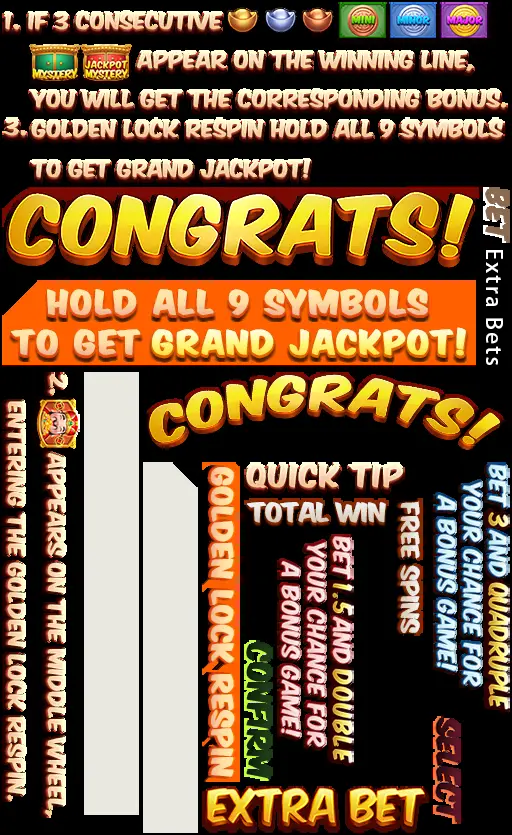 1. IF 3 CONSECUTIVE
MINI
MINOR
MAJOR
MYSTERY
JACKPOT
MYSTERY
APPEAR ON THE WINNING LINE,
YOU WILL GET THE CORRESPONDING BONUS.
3. GOLDEN LOCK RESPIN HOLD ALL 9 SYMBOLS
TO GET GRAND JACKPOT!
CONGRATS!
BET
Extra Bets
HOLD ALL 9 SYMBOLS
TO GET GRAND JACKPOT!
2.
APPEARS ON THE MIDDLE WHEEL,
ENTERING THE GOLDEN LOCK RESPIN.
CONGRATS!
GOLDEN LOCK RESPIN
QUICK TIP
TOTAL WIN
FREE SPINS
BET 3 AND QUADRUPLE
YOUR CHANCE FOR
A BONUS GAME!
BET 1.5 AND DOUBLE
YOUR CHANCE FOR
A BONUS GAME!
CONFIRM
SELECT
EXTRA BET